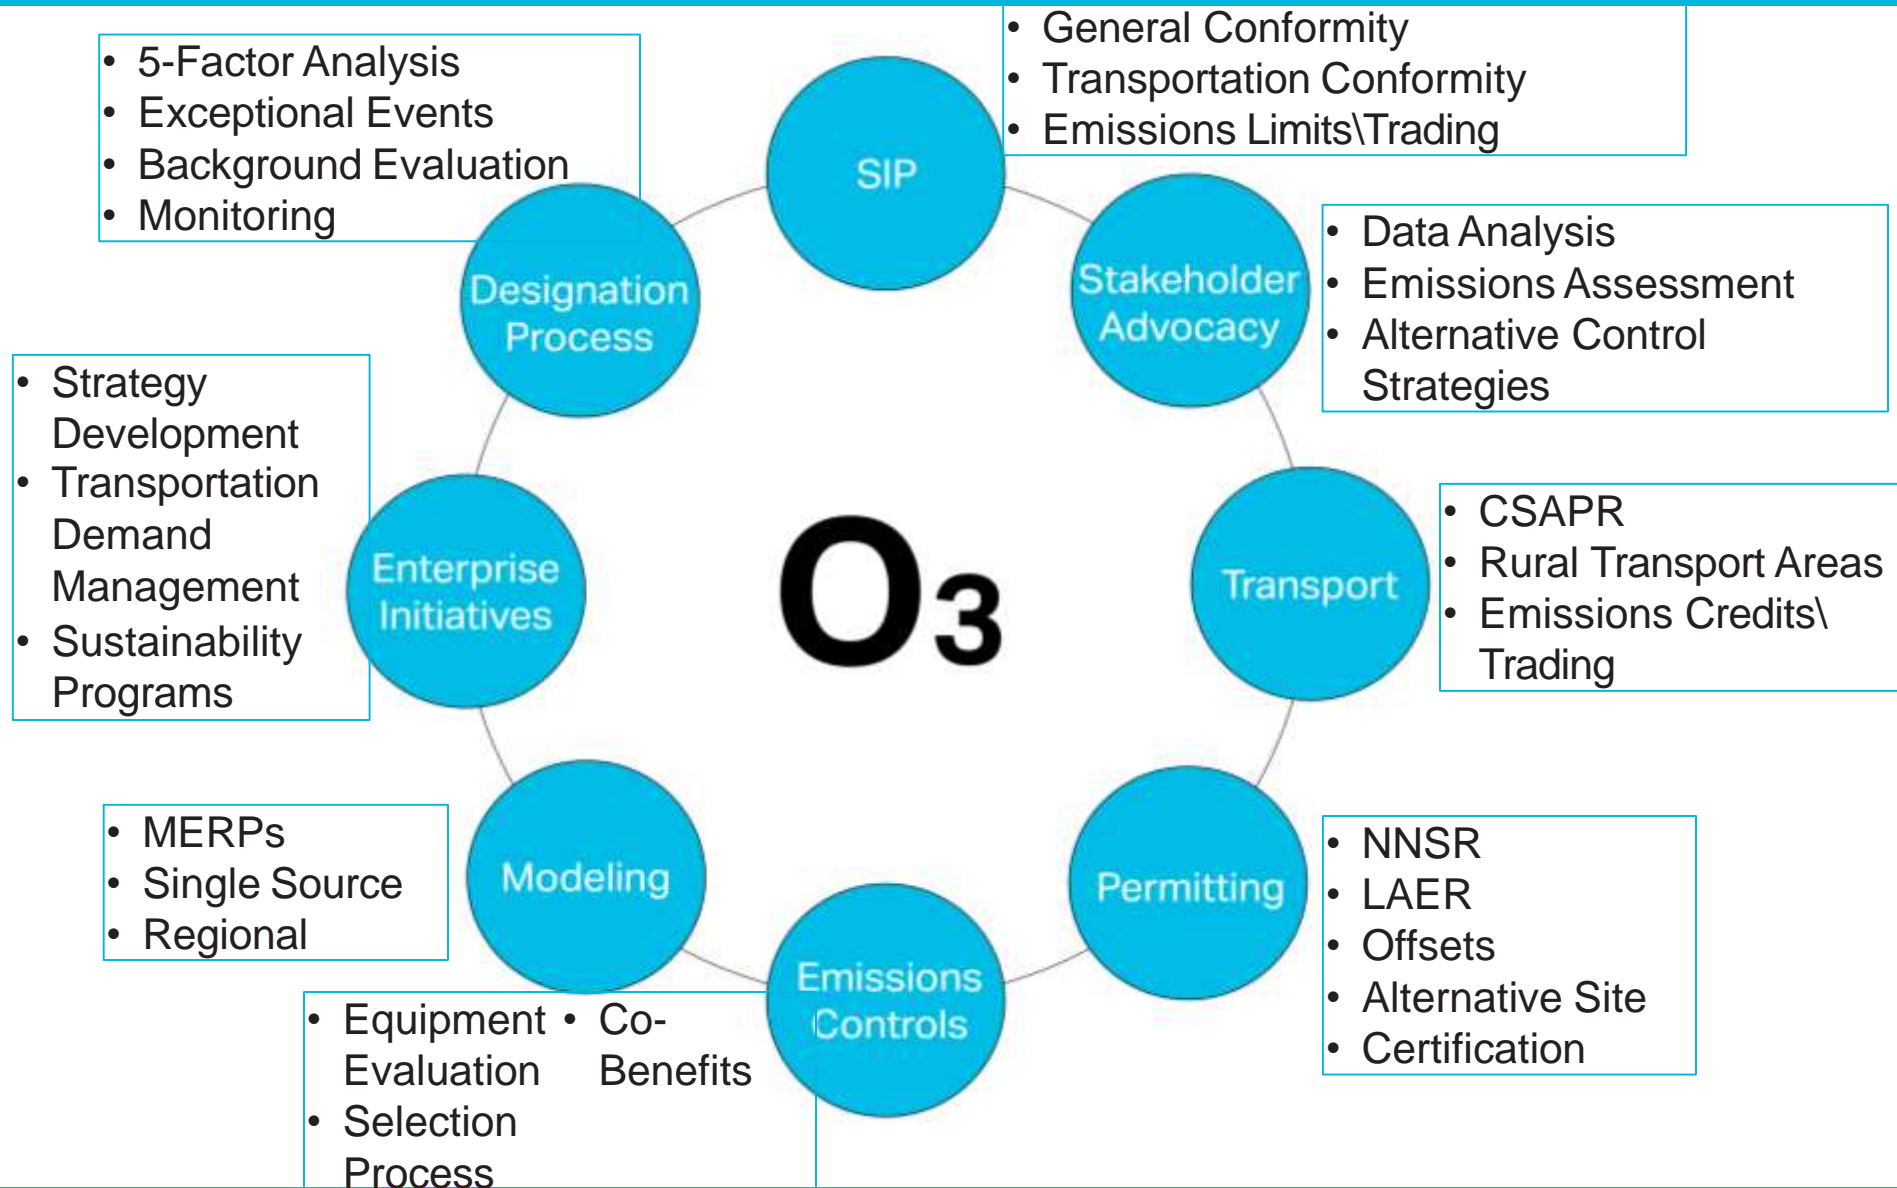 • General Conformity
• Transportation Conformity
• Emissions Limits\Trading
• 5-Factor Analysis
• Exceptional Events
• Background Evaluation
• Monitoring
SIP
Designation
Process
Stakeholder
Advocacy
• Data Analysis
• Emissions Assessment
• Alternative Control
Strategies
• Strategy
Development
• Transportation
Demand
Management
• Sustainability
Programs
Enterprise
Initiatives
O3
Transport
• CSAPR
• Rural Transport Areas
• Emissions Credits\
Trading
• MERPs
• Single Source
• Regional
Modeling
Permitting
• NNSR
• LAER
• Offsets
• Alternative Site
• Certification
Emissions
Controls
• Equipment
Evaluation
• Selection
Process
• Co-
Benefits